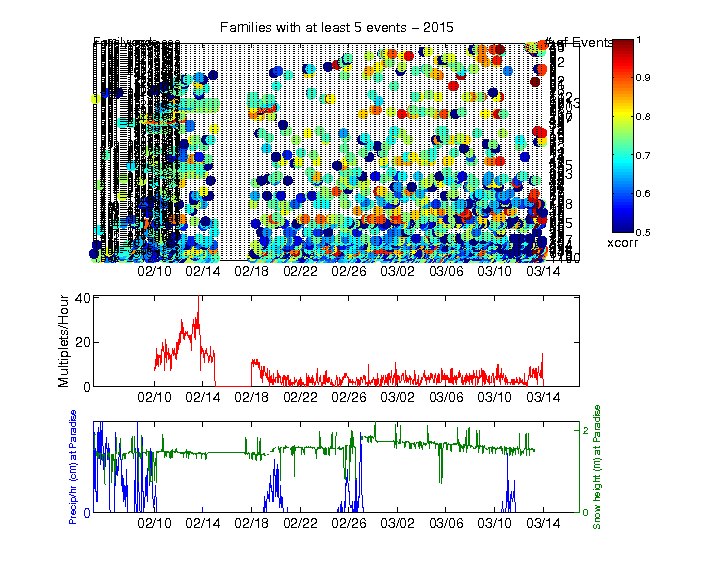 Families with at least 5 events - 2015
# of Events
1
0.9
0.8
0.7
0.6
0.5
xcorr
02/10 02/14 02/18 02/22 02/26 03/02 03/06 03/10 03/14
Multiplets/Hour
40
20
0
02/10 02/14 02/18 02/22 02/26 03/02 03/06 03/10 03/14
Precip/hr (cm) at Paradise
2
0
Snow height (m) at Paradise
2
0
02/10 02/14 02/18 02/22 02/26 03/02 03/06 03/10 03/14